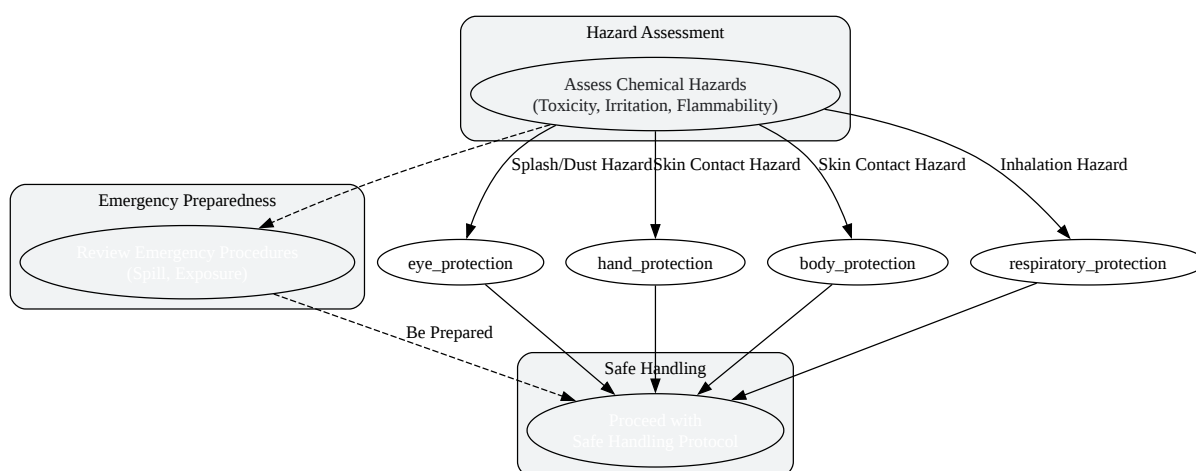 Hazard Assessment
Assess Chemical Hazards
(Toxicity, Irritation, Flammability)
Splash/Dust Hazard
Skin Contact Hazard
Skin Contact Hazard
Inhalation Hazard
Emergency Preparedness
Review Emergency Procedures
(Spill, Exposure)
eye_protection
hand_protection
body_protection
respiratory_protection
Be Prepared
Safe Handling
Proceed with
Safe Handling Protocol